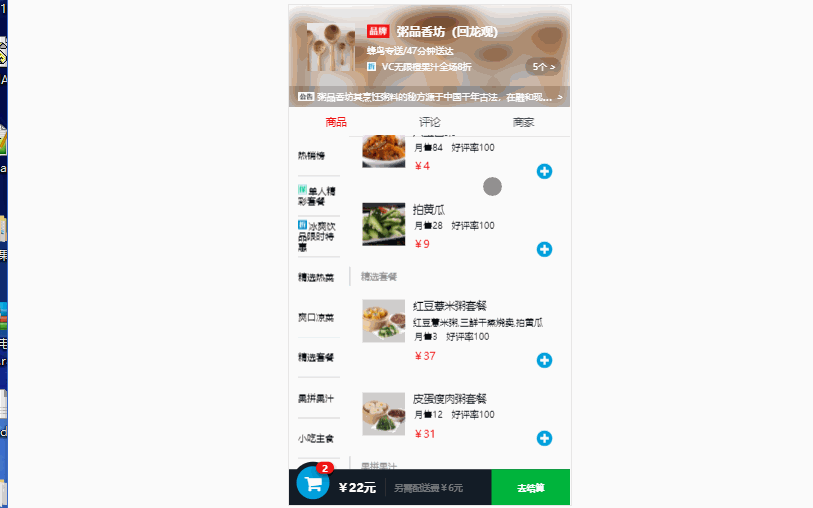 品牌 粥品香坊（回龙观）
蜂鸟专送/47分钟送达
折 VC无限橙果汁全场8折
5个 >
公告 粥品香坊其烹饪粥料的秘方源于中国千年古法，在融和现... >
商品 评论 商家
热销榜
单人精
彩套餐
折 冰爽饮
品限时特
惠
精选热菜
爽口凉菜
精选套餐
果拼果汁
小吃主食
月售84 好评率100
¥4
拍黄瓜
月售28 好评率100
¥9
精选套餐
红豆薏米粥套餐
红豆薏米粥,三鲜干蒸烧卖,拍黄瓜
月售3 好评率100
¥37
皮蛋瘦肉粥套餐
月售12 好评率100
¥31
果拼果汁
2
¥22元
另需配送费¥6元
去结算